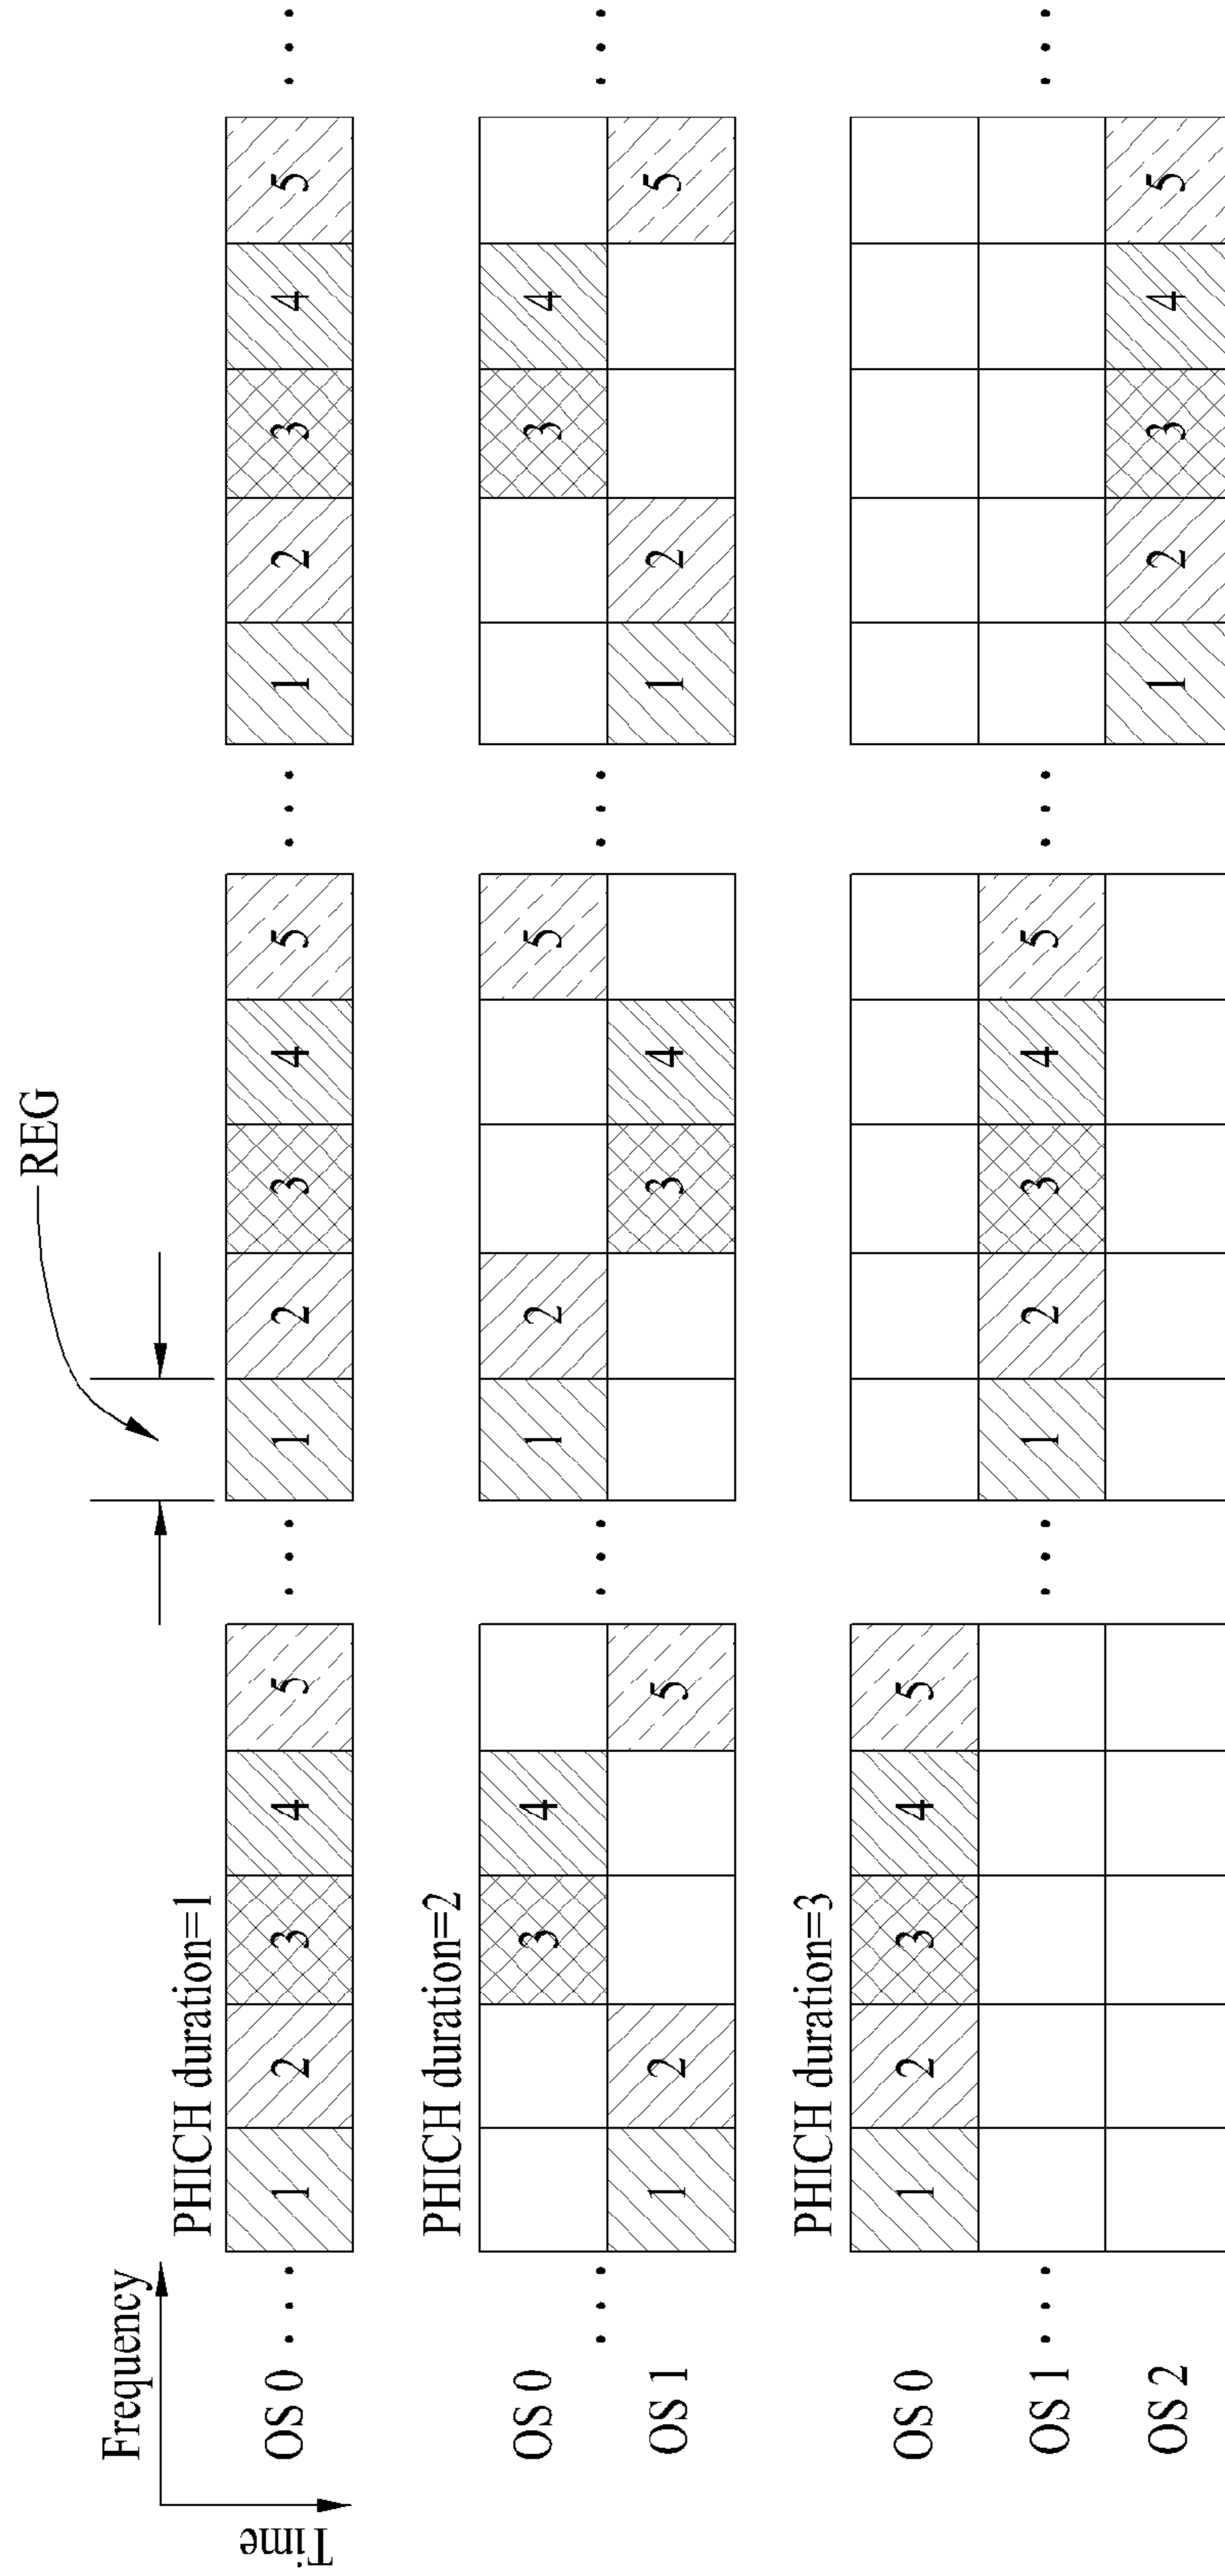 REG
Frequency
Time
PHICH duration=1
OS 0 1 2 3 4 5 1 2 3 4 5 1 2 3 4 5
PHICH duration=2
OS 0 3 4 1 2 5 3 4
OS 1 1 2 5 3 4 1 2 5
PHICH duration=3
OS 0 1 2 3 4 5
OS 1 1 2 3 4 5
OS 2 1 2 3 4 5